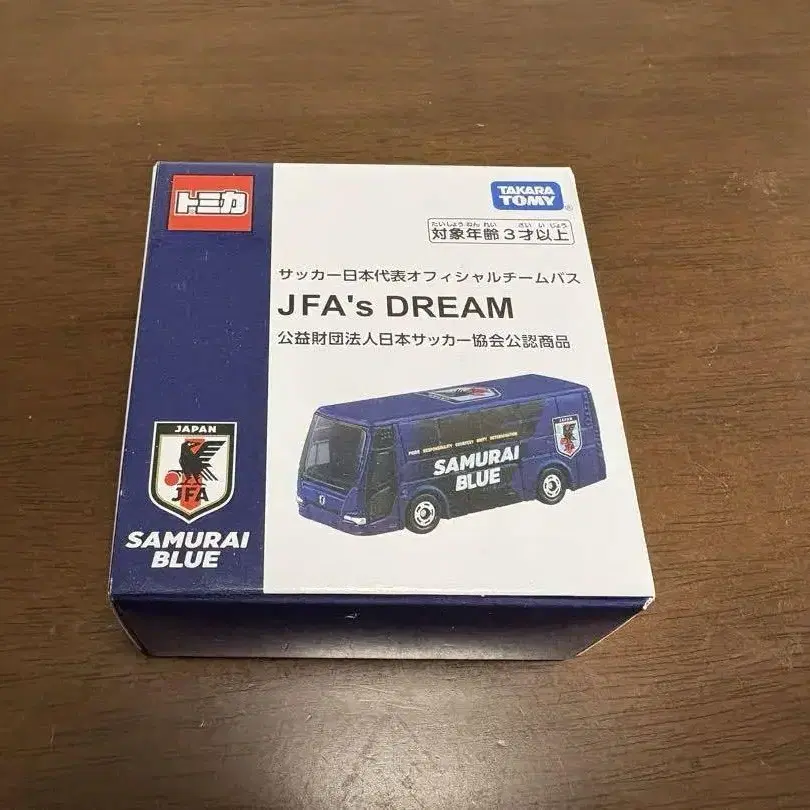 トミカ
TAKARA
TOMY
たいしょうねんれい さいいじょう
対象年齢3才以上
サッカー日本代表オフィシャルチームバス
JFA's DREAM
公益財団法人日本サッカー協会公認商品
JAPAN
JFA
SAMURAI
BLUE
JAPAN
SAMURAI
BLUE